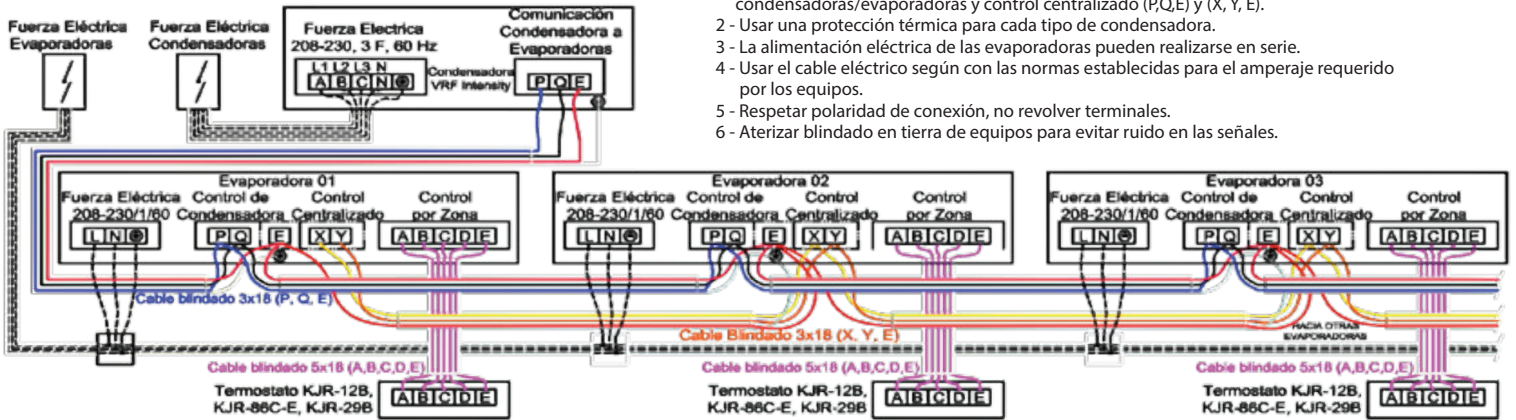 condensadoras/evaporadoras y control centralizado (P,Q,E) y (X, Y, E).
2 - Usar una protección térmica para cada tipo de condensadora.
3 - La alimentación eléctrica de las evaporadoras pueden realizarse en serie.
4 - Usar el cable eléctrico según con las normas establecidas para el amperaje requerido
por los equipos.
5 - Respetar polaridad de conexión, no revolver terminales.
6 - Aterizar blindado en tierra de equipos para evitar ruido en las señales.
Fuerza Eléctrica
Evaporadoras
Fuerza Eléctrica
Condensadoras
Fuerza Electrica
208-230, 3 F, 60 Hz
L1 L2 L3 N
A B C N
Condensadora
VRF Intensity
Comunicación
Condensadora a
Evaporadoras
P Q E
Evaporadora 01
Fuerza Eléctrica
208-230/1/60
L N
Control de
Condensadora
P Q E
Control
Centralizado
X Y
Control
por Zona
A B C D E
Evaporadora 02
Fuerza Eléctrica
208-230/1/60
L N
Control de
Condensadora
P Q E
Control
Centralizado
X Y
Control
por Zona
A B C D E
Evaporadora 03
Fuerza Eléctrica
208-230/1/60
L N
Control de
Condensadora
P Q E
Control
Centralizado
X Y
Control
por Zona
A B C D E
Cable blindado 3x18 (P, Q, E)
Cable Blindado 3x18 (X, Y, E)
HACIA OTRAS
EVAPORADORAS
Cable blindado 5x18 (A,B,C,D,E)
Termostato KJR-12B,
KJR-86C-E, KJR-29B
A B C D E
Cable blindado 5x18 (A,B,C,D,E)
Termostato KJR-12B,
KJR-86C-E, KJR-29B
A B C D E
Cable blindado 5x18 (A,B,C,D,E)
Termostato KJR-12B,
KJR-86C-E, KJR-29B
A B C D E